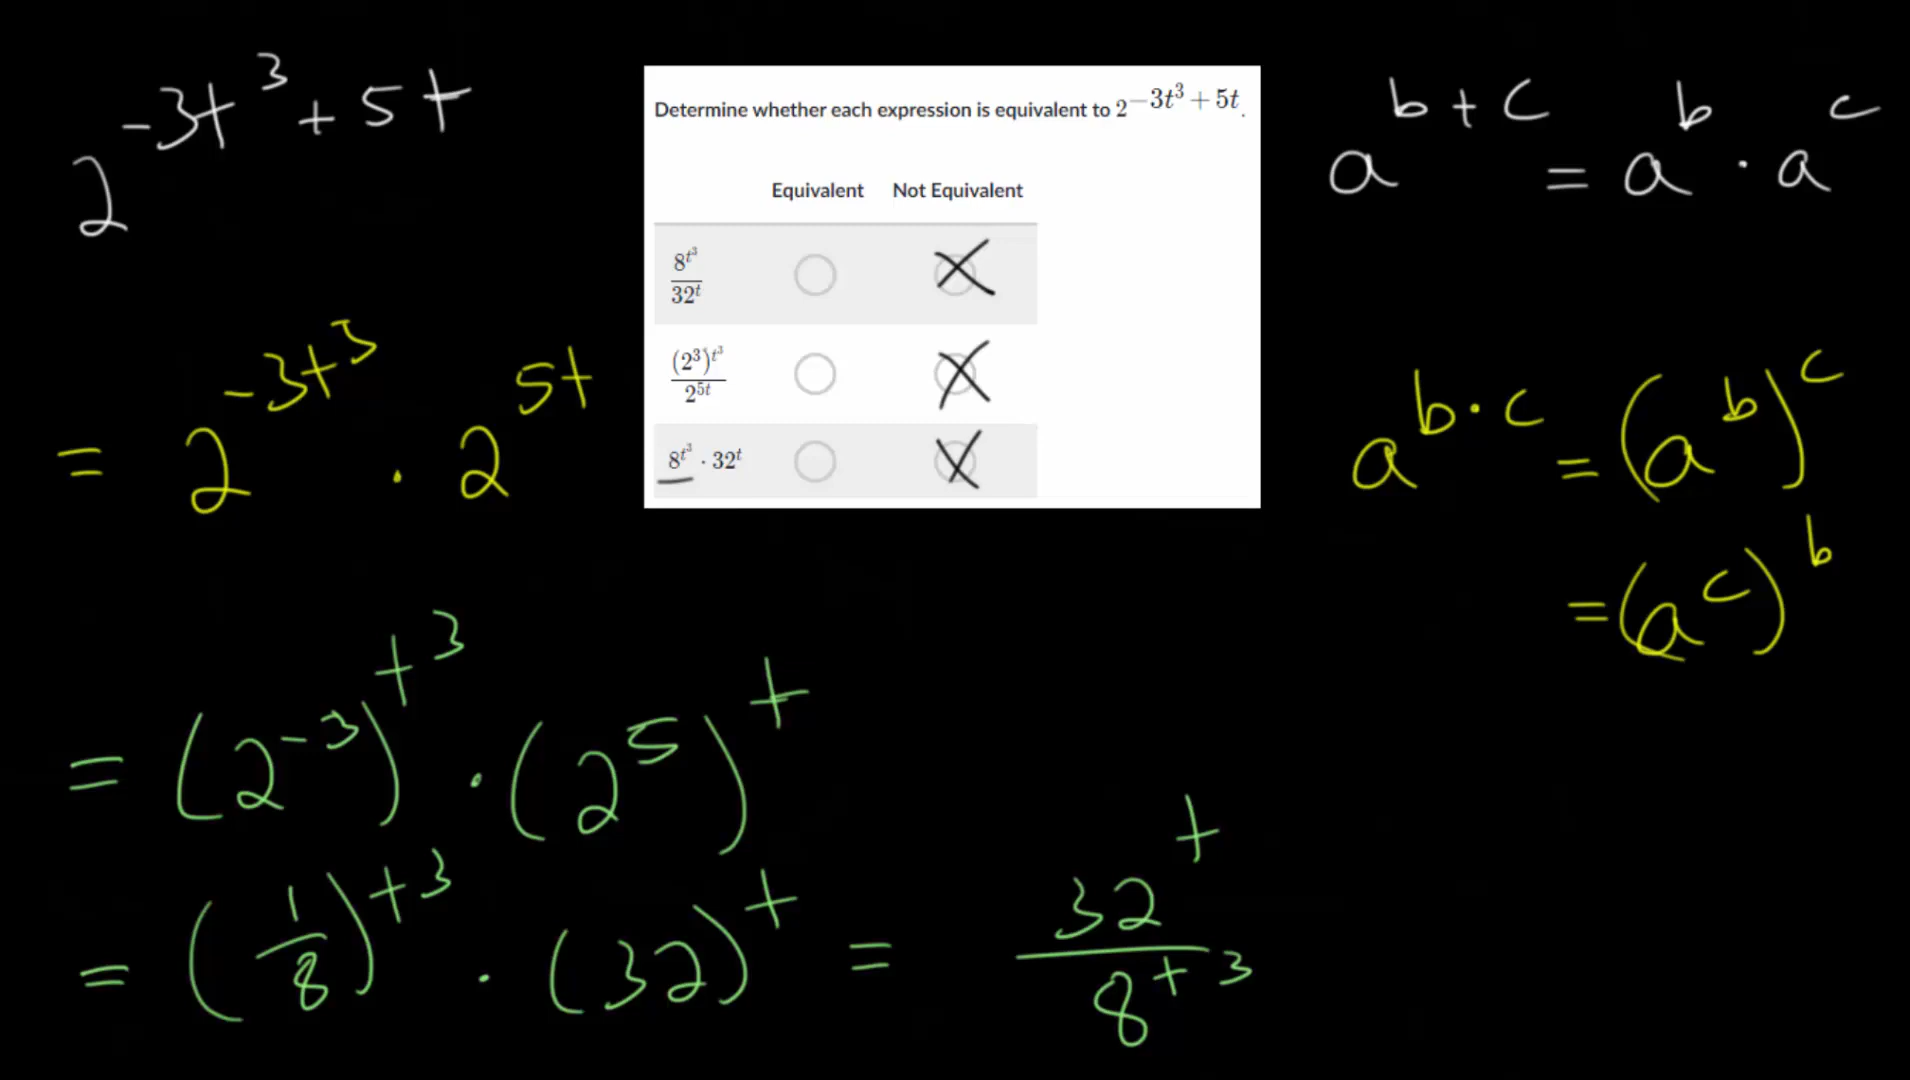 2^{-3t^3+5t}
= 2^{-3t^3} · 2^{5t}
= (2^{-3})^{t^3} · (2^5)^t
= (1/8)^{t^3} · (32)^t = 32^t / 8^{t^3}
Determine whether each expression is equivalent to 2^{-3t^3+5t}.
Equivalent Not Equivalent
8^{t^3} / 32^t
(2^3)^{t^3} / 2^{5t}
8^{t^3} · 32^t
a^{b+c} = a^b · a^c
a^{b·c} = (a^b)^c
= (a^c)^b